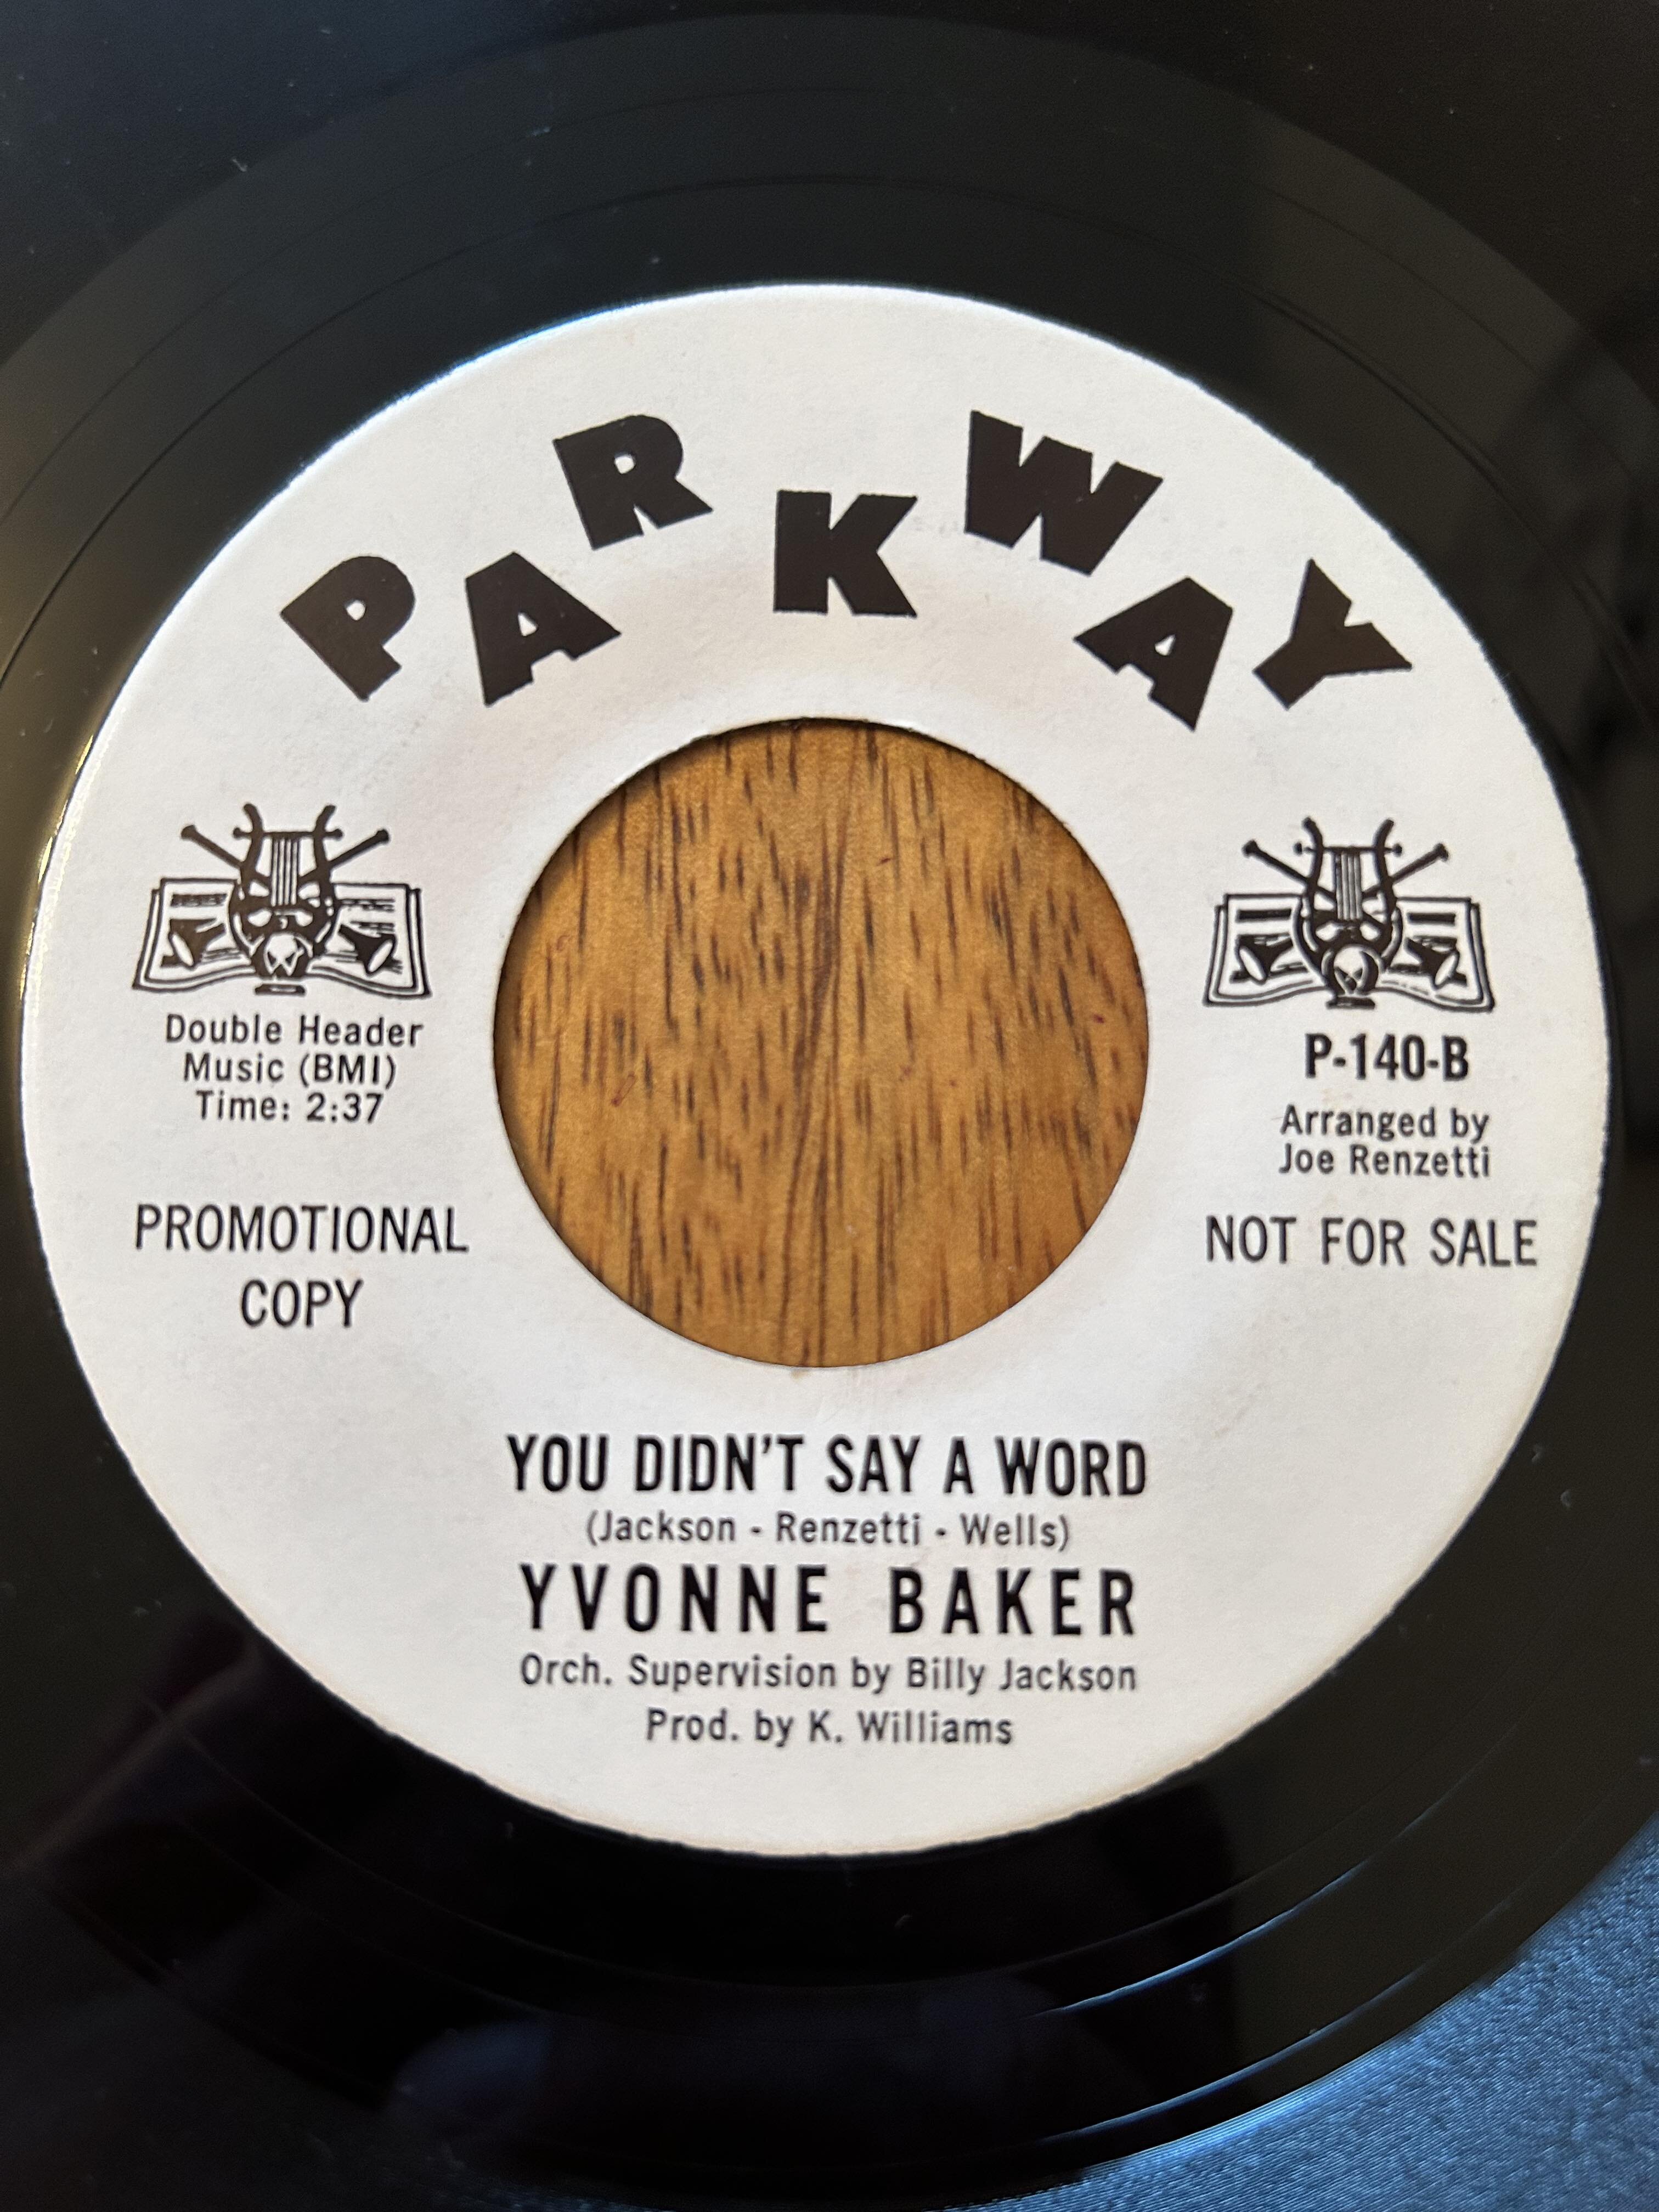 PARKWAY
Double Header
Music (BMI)
Time: 2:37
PROMOTIONAL
COPY
P-140-B
Arranged by
Joe Renzetti
NOT FOR SALE
YOU DIDN'T SAY A WORD
(Jackson - Renzetti - Wells)
YVONNE BAKER
Orch. Supervision by Billy Jackson
Prod. by K. Williams